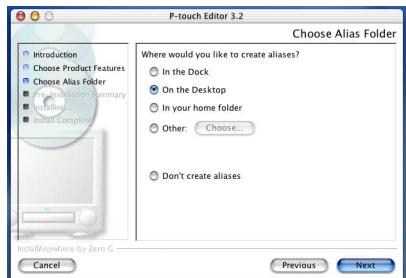 P-touch Editor 3.2
Choose Alias Folder
Introduction
Choose Product Features
Choose Alias Folder
Pre-Installation Summary
Installing...
Install Complete
Where would you like to create aliases?
In the Dock
On the Desktop
In your home folder
Other: Choose...
Don't create aliases
InstallAnywhere by Zero G
Cancel
Previous
Next